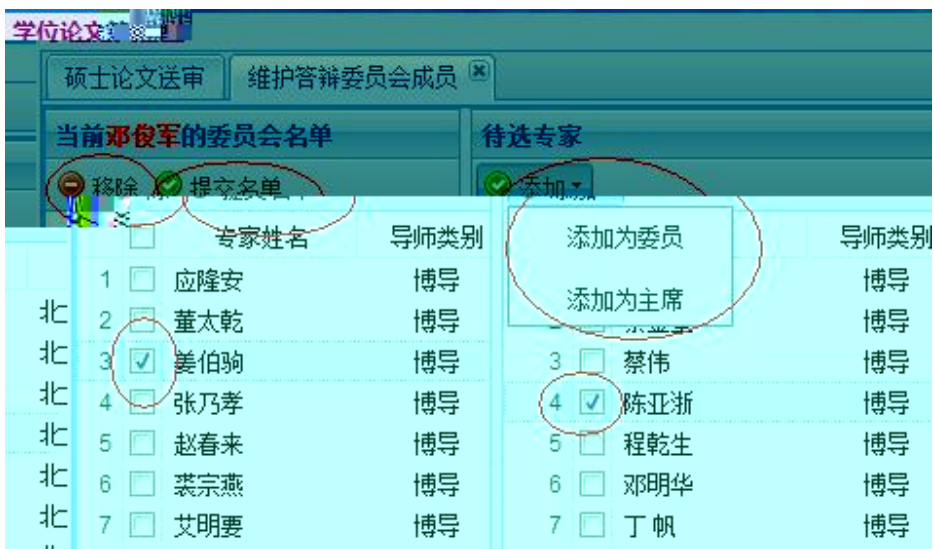 学位论文
硕士论文送审 维护答辩委员会成员
当前邓俊军的委员会名单 待选专家
移除 提交名单 添加
专家姓名 导师类别 添加为委员 导师类别
1 应隆安 博导 博导
北 2 董太乾 博导 添加为主席 博导
北 3 姜伯驹 博导 3 蔡伟 博导
北 4 张乃孝 博导 4 陈亚浙 博导
北 5 赵春来 博导 5 程乾生 博导
北 6 裘宗燕 博导 6 邓明华 博导
北 7 艾明要 博导 7 丁帆 博导